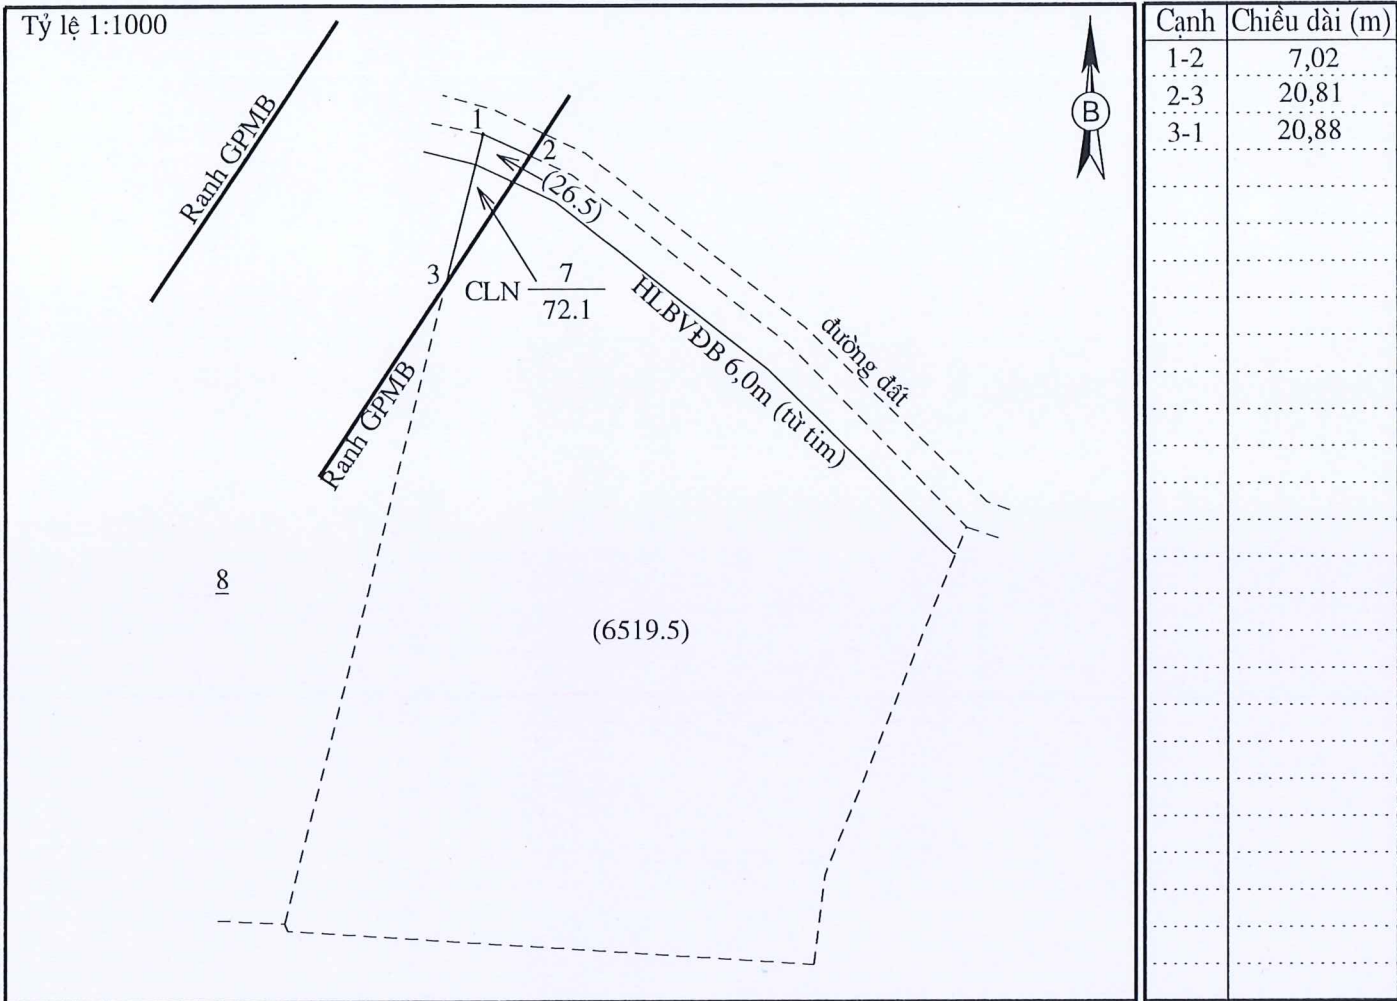 Tỷ lệ 1:1000
Ranh GPMB
B
1
2
(26.5)
3
CLN 7
72.1
HLBVĐB 6,0m (từ tim)
đường đất
Ranh GPMB
8
(6519.5)
Cạnh Chiều dài (m)
1-2 7,02
2-3 20,81
3-1 20,88